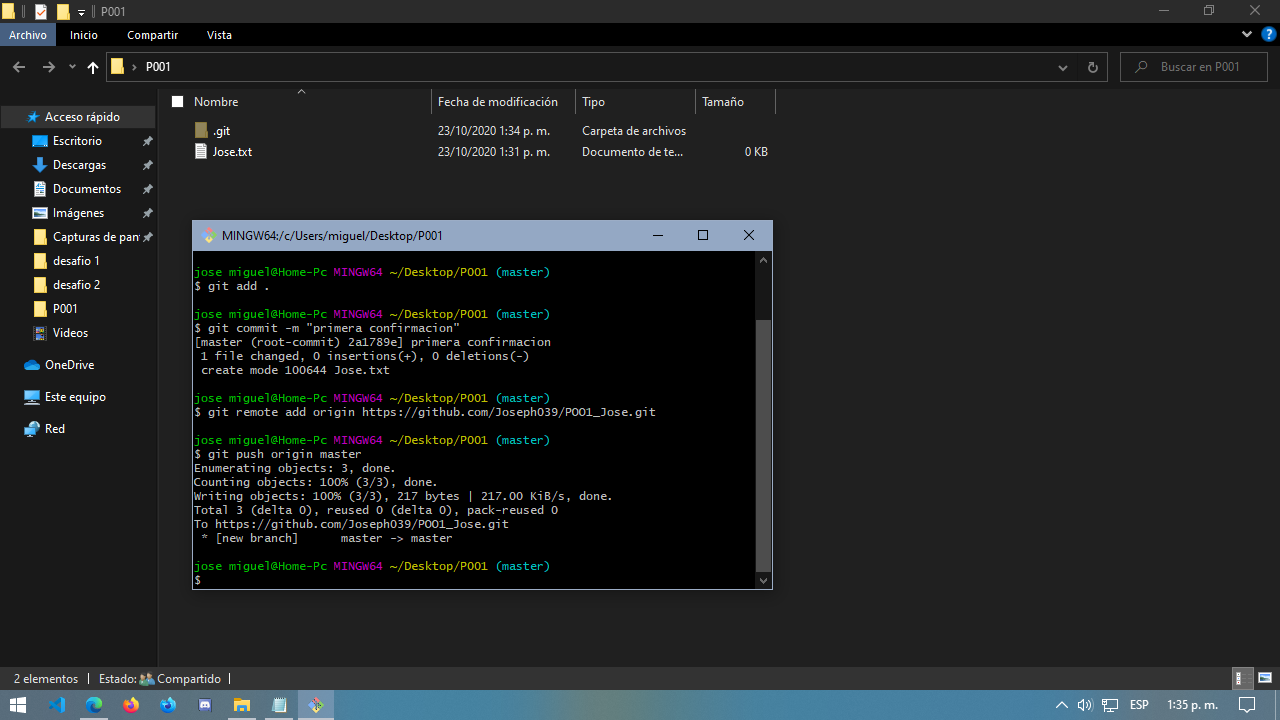 P001
Archivo Inicio Compartir Vista
P001
Buscar en P001
Nombre Fecha de modificación Tipo Tamaño
.git 23/10/2020 1:34 p. m. Carpeta de archivos
Jose.txt 23/10/2020 1:31 p. m. Documento de te... 0 KB
Acceso rápido
Escritorio
Descargas
Documentos
Imágenes
Capturas de pan
desafio 1
desafio 2
P001
Videos
OneDrive
Este equipo
Red
MINGW64:/c/Users/miguel/Desktop/P001
jose miguel@Home-Pc MINGW64 ~/Desktop/P001 (master)
$ git add .
jose miguel@Home-Pc MINGW64 ~/Desktop/P001 (master)
$ git commit -m "primera confirmacion"
[master (root-commit) 2a1789e] primera confirmacion
1 file changed, 0 insertions(+), 0 deletions(-)
create mode 100644 Jose.txt
jose miguel@Home-Pc MINGW64 ~/Desktop/P001 (master)
$ git remote add origin https://github.com/Joseph039/P001_Jose.git
jose miguel@Home-Pc MINGW64 ~/Desktop/P001 (master)
$ git push origin master
Enumerating objects: 3, done.
Counting objects: 100% (3/3), done.
Writing objects: 100% (3/3), 217 bytes | 217.00 KiB/s, done.
Total 3 (delta 0), reused 0 (delta 0), pack-reused 0
To https://github.com/Joseph039/P001_Jose.git
* [new branch] master -> master
jose miguel@Home-Pc MINGW64 ~/Desktop/P001 (master)
$
2 elementos Estado: Compartido
ESP 1:35 p. m.